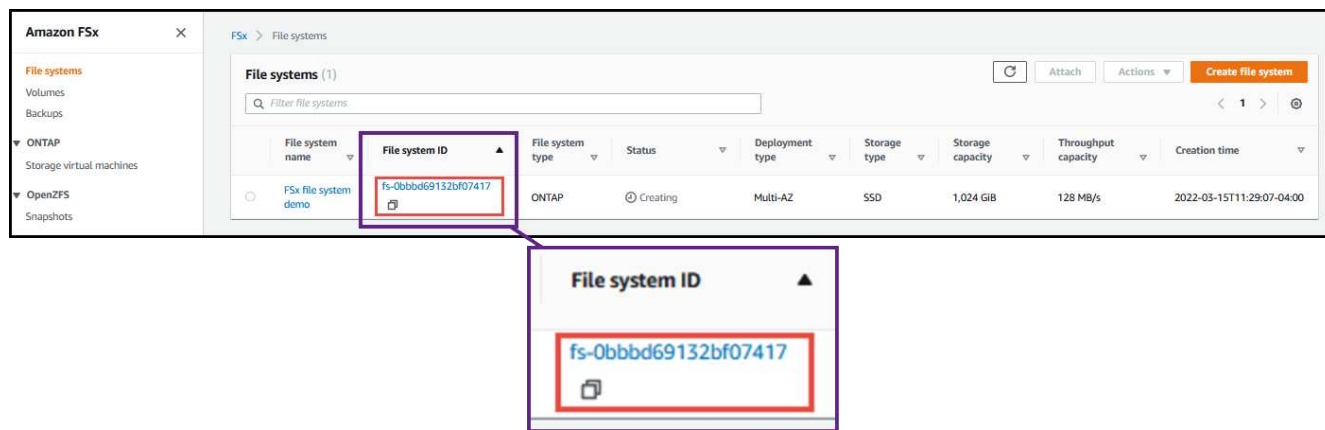 Amazon FSx
FSx > File systems
File systems
Volumes
Backups
ONTAP
Storage virtual machines
OpenZFS
Snapshots
File systems (1)
Attach
Actions
Create file system
Filter file systems
< 1 >
File system name
File system ID
File system type
Status
Deployment type
Storage type
Storage capacity
Throughput capacity
Creation time
FSx file system demo
fs-0bbbd69132bf07417
ONTAP
Creating
Multi-AZ
SSD
1,024 GiB
128 MB/s
2022-03-15T11:29:07-04:00
File system ID
fs-0bbbd69132bf07417